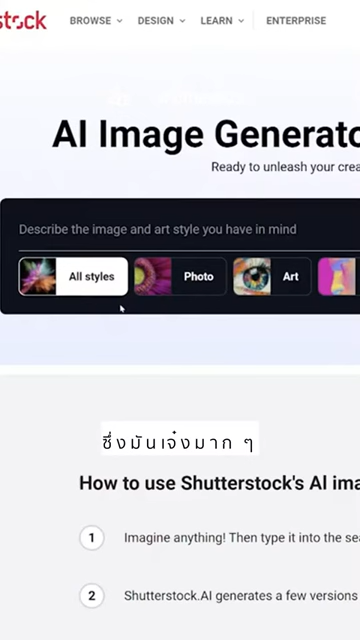 stock BROWSE DESIGN LEARN ENTERPRISE
AI Image Generato
Ready to unleash your crea
Describe the image and art style you have in mind
All styles Photo Art
ซึ่งมันเจ๋งมาก ๆ
How to use Shutterstock's AI ima
1 Imagine anything! Then type it into the sea
2 Shutterstock.AI generates a few versions